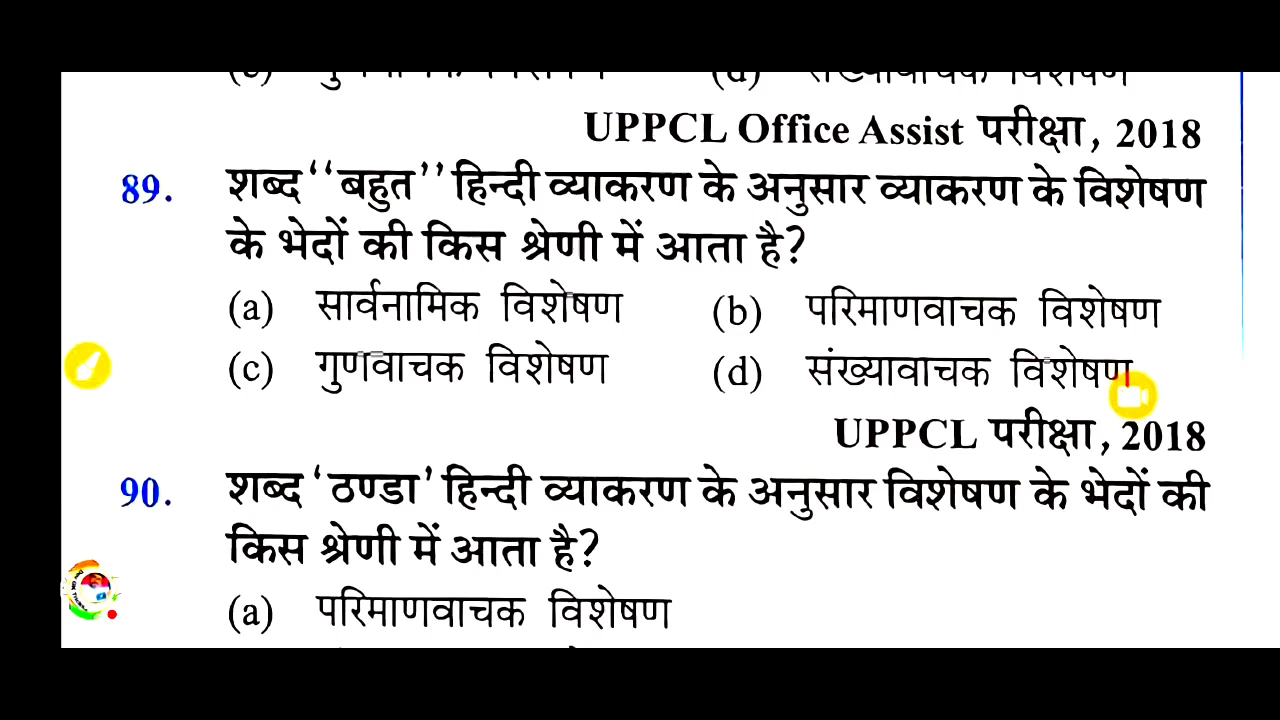 UPPCL Office Assist परीक्षा, 2018
89. शब्द ‘‘बहुत’’ हिन्दी व्याकरण के अनुसार व्याकरण के विशेषण
के भेदों की किस श्रेणी में आता है?
(a) सार्वनामिक विशेषण (b) परिमाणवाचक विशेषण
(c) गुणवाचक विशेषण (d) संख्यावाचक विशेषण
UPPCL परीक्षा, 2018
90. शब्द ‘ठण्डा’ हिन्दी व्याकरण के अनुसार विशेषण के भेदों की
किस श्रेणी में आता है?
(a) परिमाणवाचक विशेषण